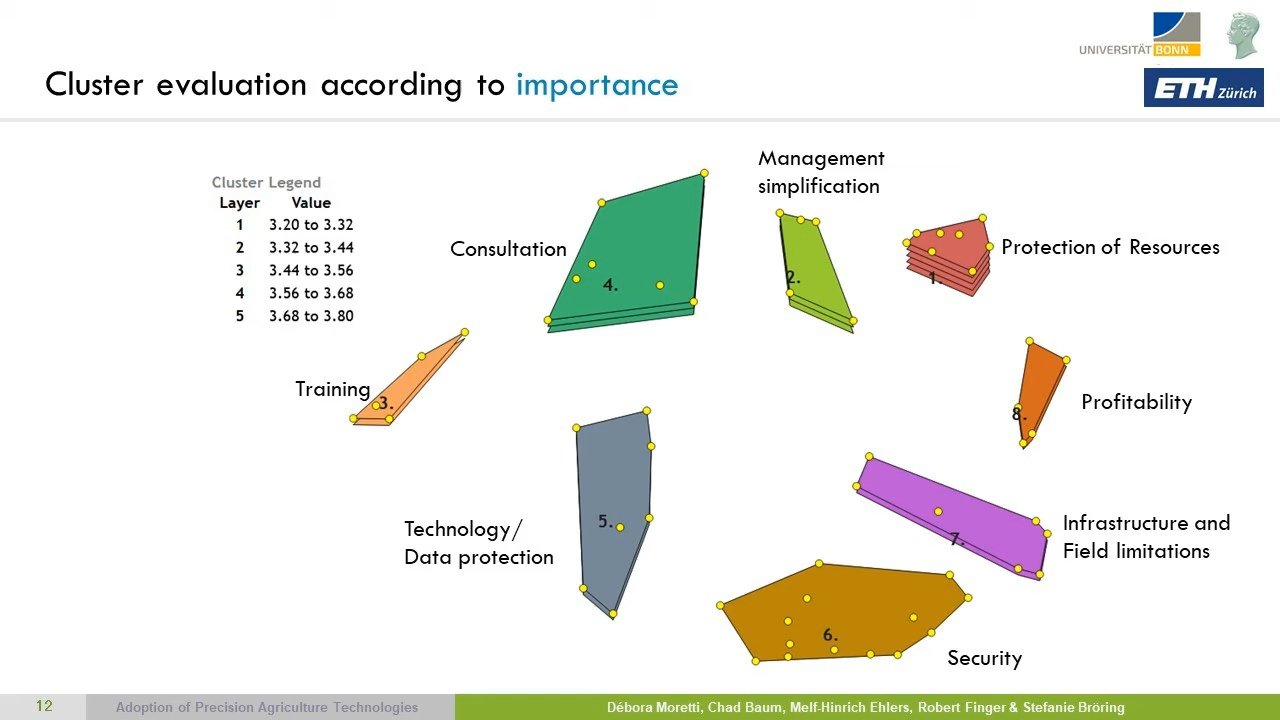 UNIVERSITÄT BONN
Cluster evaluation according to importance
ETH Zürich
Cluster Legend
Layer Value
1 3.20 to 3.32
2 3.32 to 3.44
3 3.44 to 3.56
4 3.56 to 3.68
5 3.68 to 3.80
Management
simplification
Consultation
4.
2.
1.
Protection of Resources
Training
3.
8.
Profitability
Technology/
Data protection
5.
7.
Infrastructure and
Field limitations
6.
Security
12
Adoption of Precision Agriculture Technologies
Débora Moretti, Chad Baum, Melf-Hinrich Ehlers, Robert Finger & Stefanie Bröring